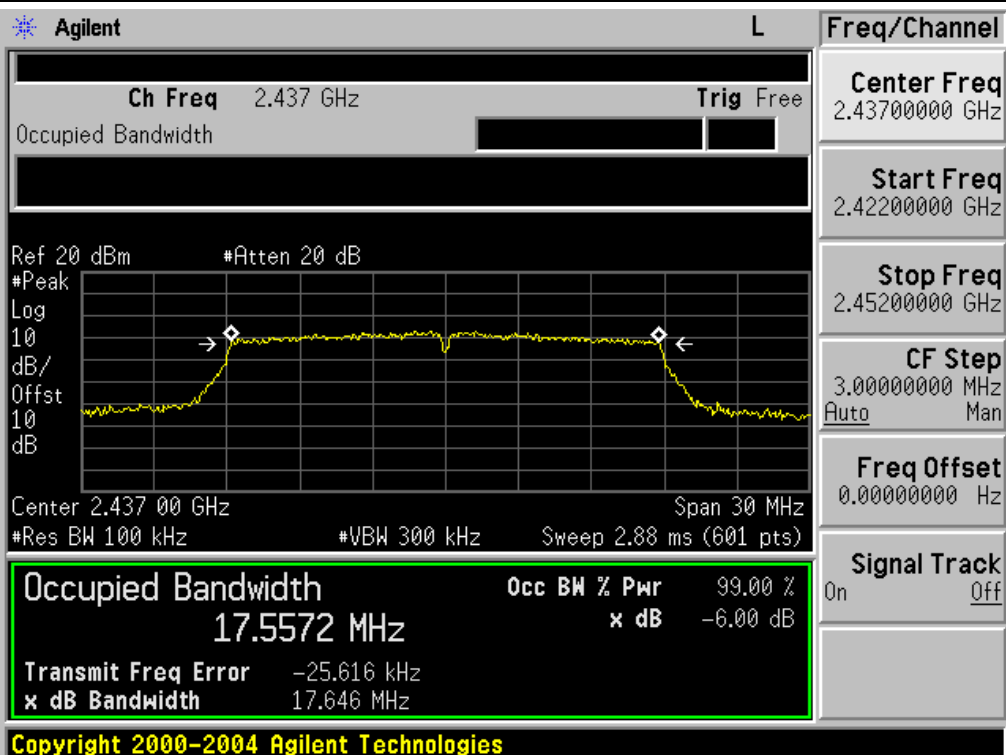 Agilent L
Ch Freq 2.437 GHz Trig Free
Occupied Bandwidth
Ref 20 dBm #Atten 20 dB
#Peak
Log
10
dB/
Offst
10
dB
Center 2.437 00 GHz Span 30 MHz
#Res BW 100 kHz #VBW 300 kHz Sweep 2.88 ms (601 pts)
Occupied Bandwidth Occ BW % Pwr 99.00 %
17.5572 MHz x dB -6.00 dB
Transmit Freq Error -25.616 kHz
x dB Bandwidth 17.646 MHz
Copyright 2000-2004 Agilent Technologies
Freq/Channel
Center Freq
2.43700000 GHz
Start Freq
2.42200000 GHz
Stop Freq
2.45200000 GHz
CF Step
3.00000000 MHz
Auto Man
Freq Offset
0.00000000 Hz
Signal Track
On Off